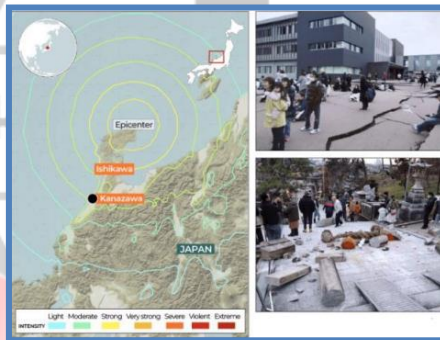 Epicenter
Ishikawa
Kanazawa
JAPAN
Light Moderate Strong Very strong Severe Violent Extreme
INTENSITY